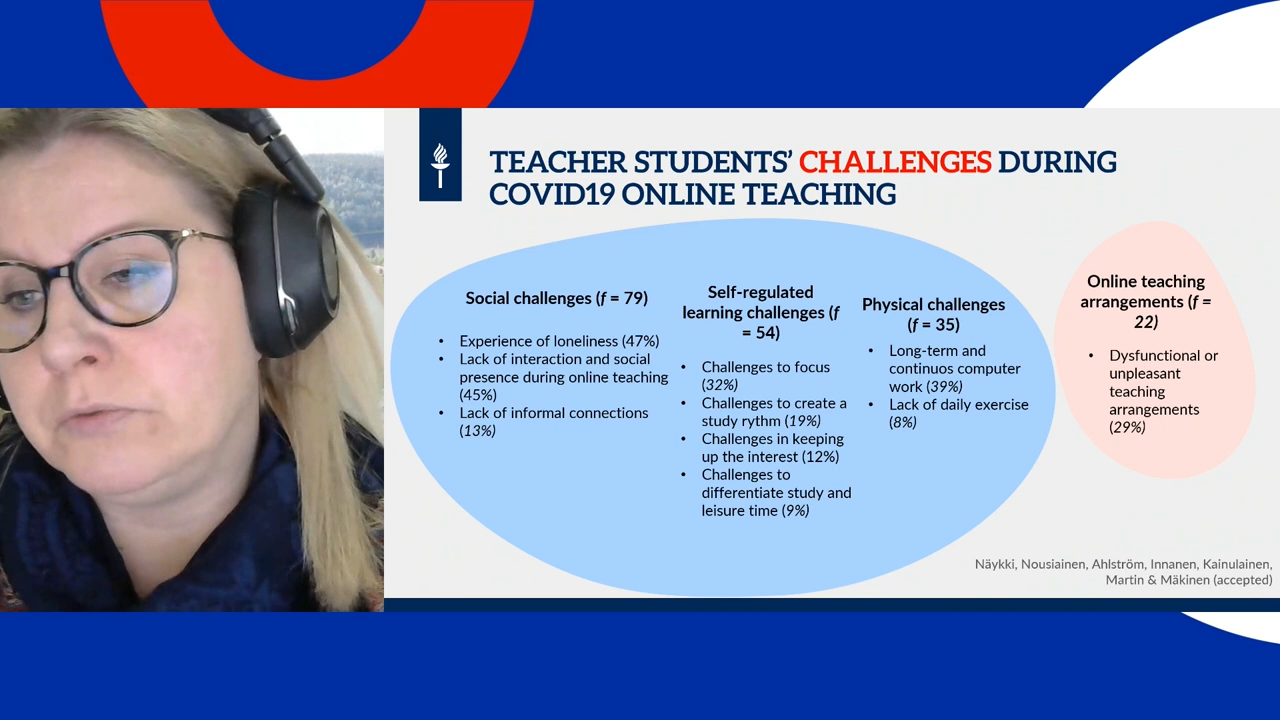 TEACHER STUDENTS' CHALLENGES DURING
COVID19 ONLINE TEACHING
Social challenges (f = 79)
• Experience of loneliness (47%)
• Lack of interaction and social
presence during online teaching
(45%)
• Lack of informal connections
(13%)
Self-regulated
learning challenges (f
= 54)
• Challenges to focus
(32%)
• Challenges to create a
study rythm (19%)
• Challenges in keeping
up the interest (12%)
• Challenges to
differentiate study and
leisure time (9%)
Physical challenges
(f = 35)
• Long-term and
continuos computer
work (39%)
• Lack of daily exercise
(8%)
Online teaching
arrangements (f =
22)
• Dysfunctional or
unpleasant
teaching
arrangements
(29%)
Näykki, Nousiainen, Ahlström, Innanen, Kainulainen,
Martin & Mäkinen (accepted)